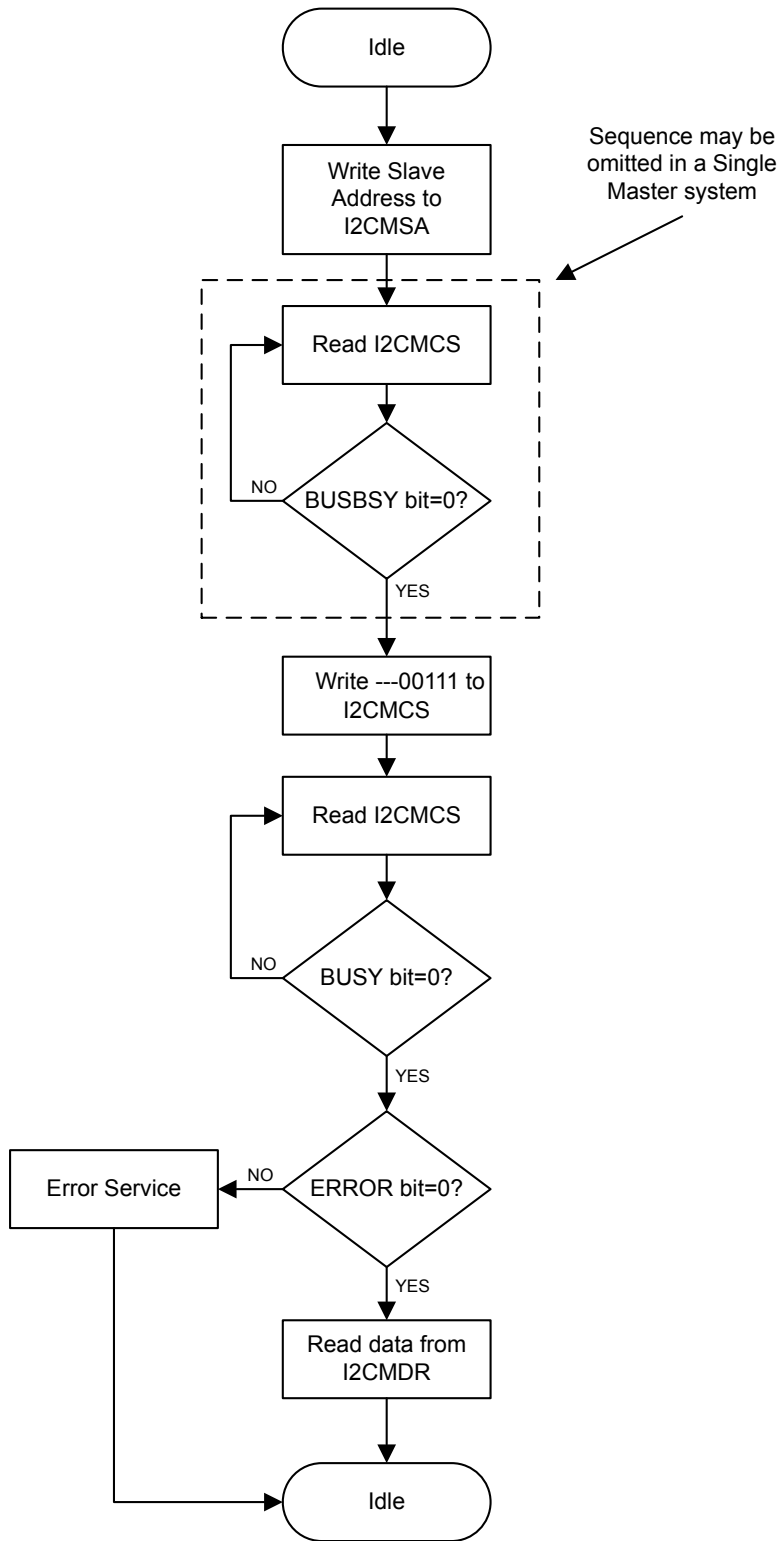 Idle
Sequence may be
omitted in a Single
Master system
Write Slave
Address to
I2CMSA
Read I2CMCS
NO
BUSBSY bit=0?
YES
Write ---00111 to
I2CMCS
Read I2CMCS
NO
BUSY bit=0?
YES
Error Service
NO
ERROR bit=0?
YES
Read data from
I2CMDR
Idle